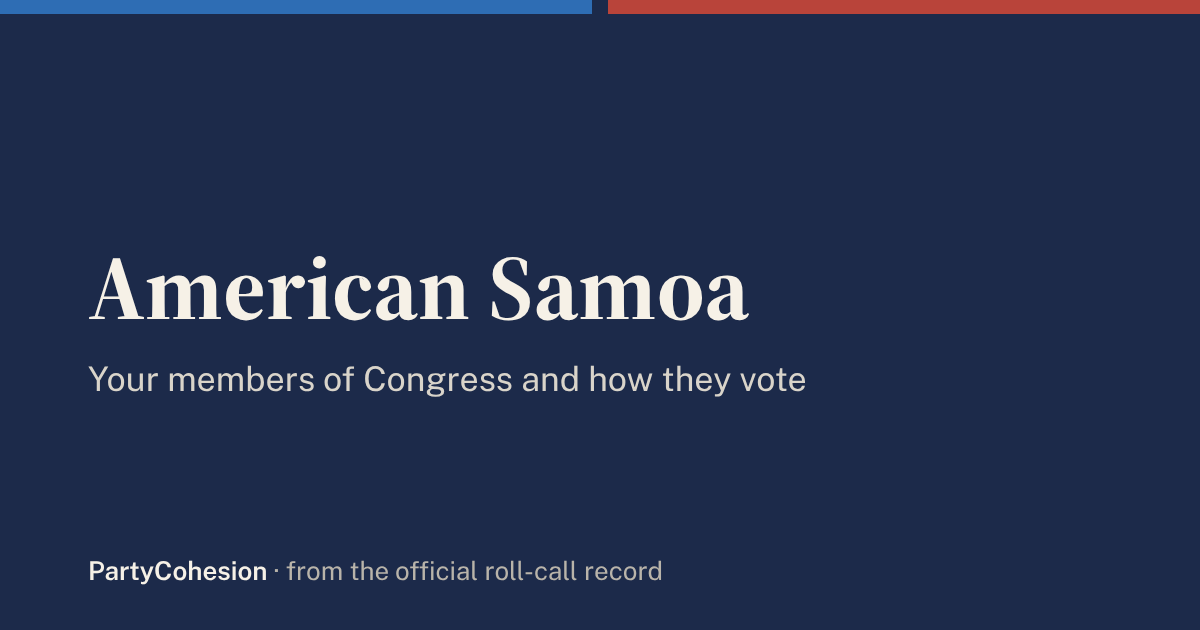 American Samoa
Your members of Congress and how they vote
PartyCohesion · from the official roll-call record